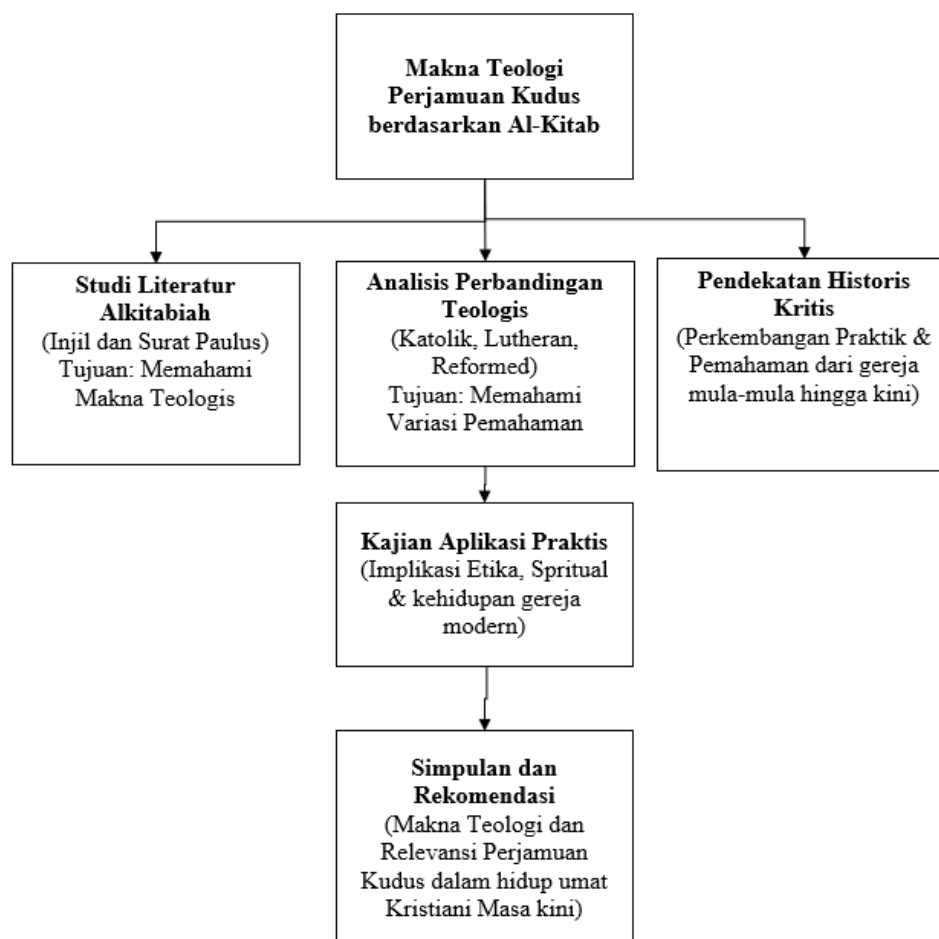 Makna Teologi
Perjamuan Kudus
berdasarkan Al-Kitab
Studi Literatur
Alkitabiah
(Injil dan Surat Paulus)
Tujuan: Memahami
Makna Teologis
Analisis Perbandingan
Teologis
(Katolik, Lutheran,
Reformed)
Tujuan: Memahami
Variasi Pemahaman
Pendekatan Historis
Kritis
(Perkembangan Praktik &
Pemahaman dari gereja
mula-mula hingga kini)
Kajian Aplikasi Praktis
(Implikasi Etika, Spritual
& kehidupan gereja
modern)
Simpulan dan
Rekomendasi
(Makna Teologi dan
Relevansi Perjamuan
Kudus dalam hidup umat
Kristiani Masa kini)